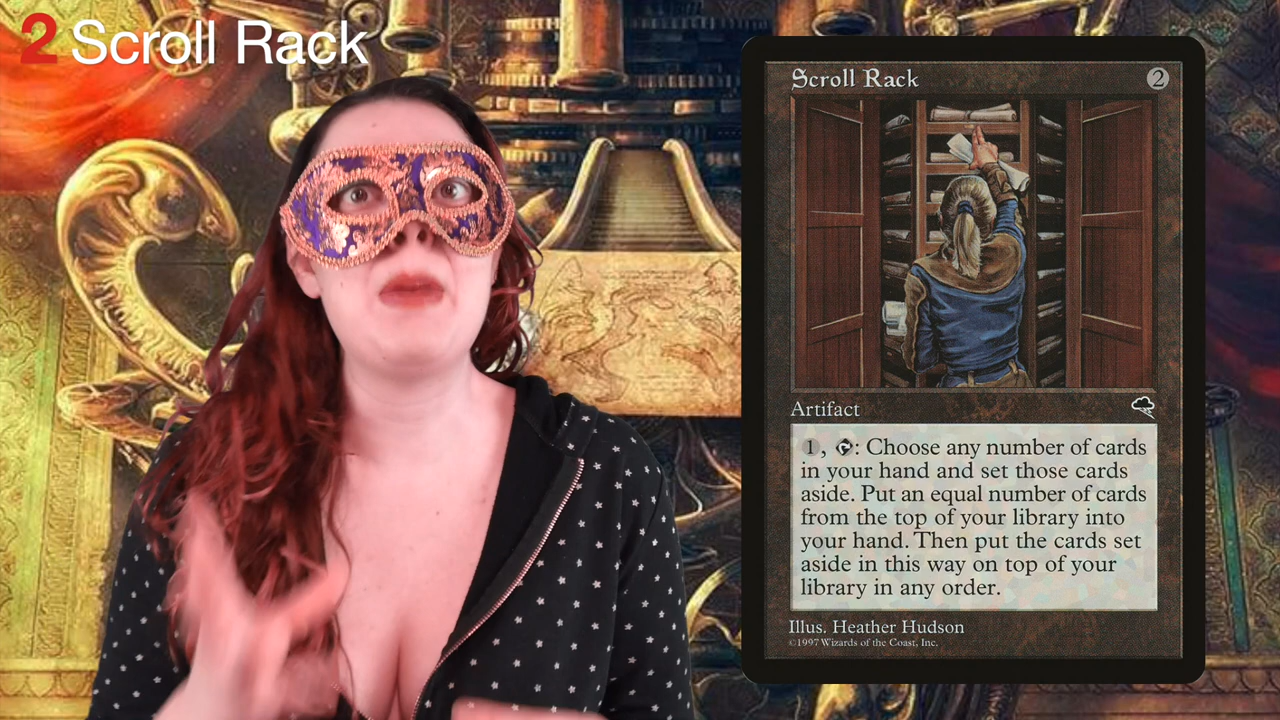 2 Scroll Rack
Scroll Rack 2
Artifact
1, : Choose any number of cards
in your hand and set those cards
aside. Put an equal number of cards
from the top of your library into
your hand. Then put the cards set
aside in this way on top of your
library in any order.
Illus. Heather Hudson
©1997 Wizards of the Coast, Inc.